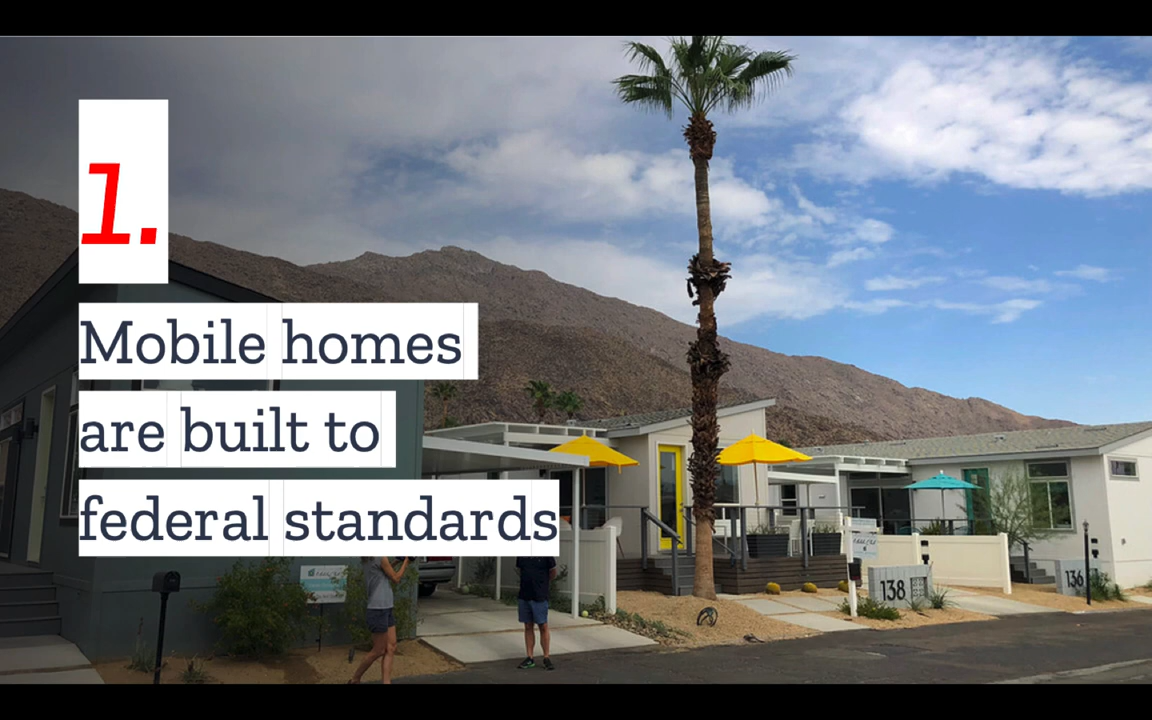 1.
Mobile homes
are built to
federal standards
138
136